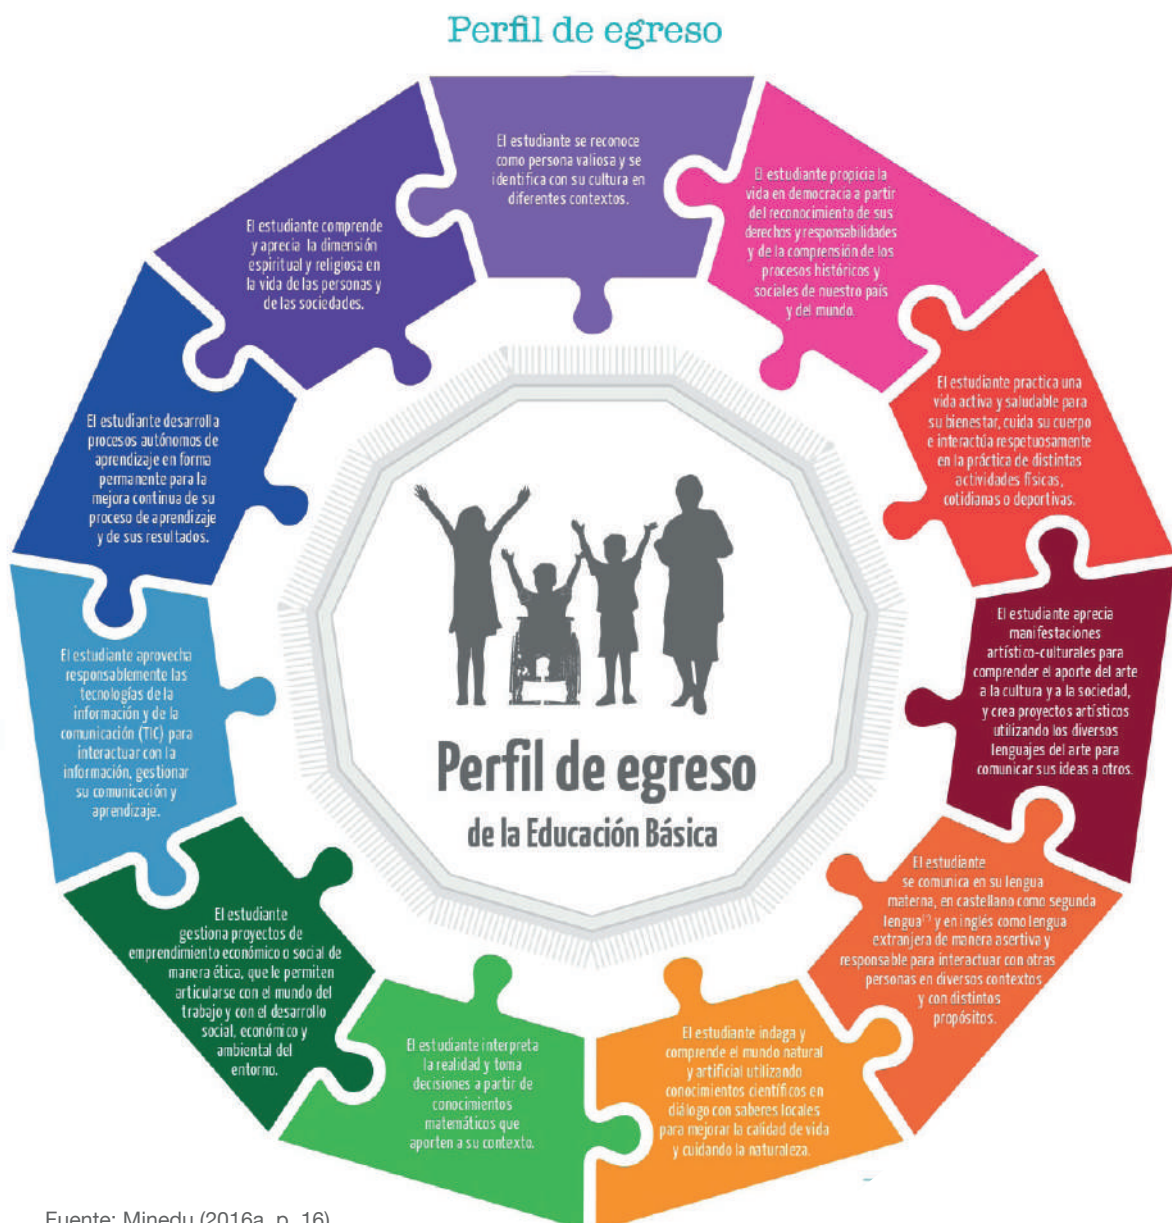 Perfil de egreso
El estudiante se reconoce
como persona valiosa y se
identifica con su cultura en
diferentes contextos.
El estudiante propicia la
vida en democracia a partir
del reconocimiento de sus
derechos y responsabilidades
y de la comprensión de los
procesos históricos y
sociales de nuestro país
y del mundo.
El estudiante practica una
vida activa y saludable para
su bienestar, cuida su cuerpo
e interactúa respetuosamente
en la práctica de distintas
actividades físicas,
cotidianas o deportivas.
El estudiante aprecia
manifestaciones
artístico-culturales para
comprender el aporte del arte
a la cultura y a la sociedad,
y crea proyectos artísticos
utilizando los diversos
lenguajes del arte para
comunicar sus ideas a otros.
El estudiante
se comunica en su lengua
materna, en castellano como segunda
lengua y en inglés como lengua
extranjera de manera asertiva y
responsable para interactuar con otras
personas en diversos contextos
y con distintos
propósitos.
El estudiante indaga y
comprende el mundo natural
y artificial utilizando
conocimientos científicos en
diálogo con saberes locales
para mejorar la calidad de vida
y cuidando la naturaleza.
El estudiante interpreta
la realidad y toma
decisiones a partir de
conocimientos
matemáticos que
aporten a su contexto.
El estudiante
gestiona proyectos de
emprendimiento económico o social de
manera ética, que le permiten
articularse con el mundo del
trabajo y con el desarrollo
social, económico y
ambiental del
entorno.
El estudiante aprovecha
responsablemente las
tecnologías de la
información y de la
comunicación (TIC) para
interactuar con la
información, gestionar
su comunicación y
aprendizaje.
El estudiante desarrolla
procesos autónomos de
aprendizaje en forma
permanente para la
mejora continua de su
proceso de aprendizaje
y de sus resultados.
El estudiante comprende
y aprecia la dimensión
espiritual y religiosa en
la vida de las personas y
de las sociedades.
Perfil de egreso
de la Educación Básica
Fuente: Minedu (2016a, p. 16)